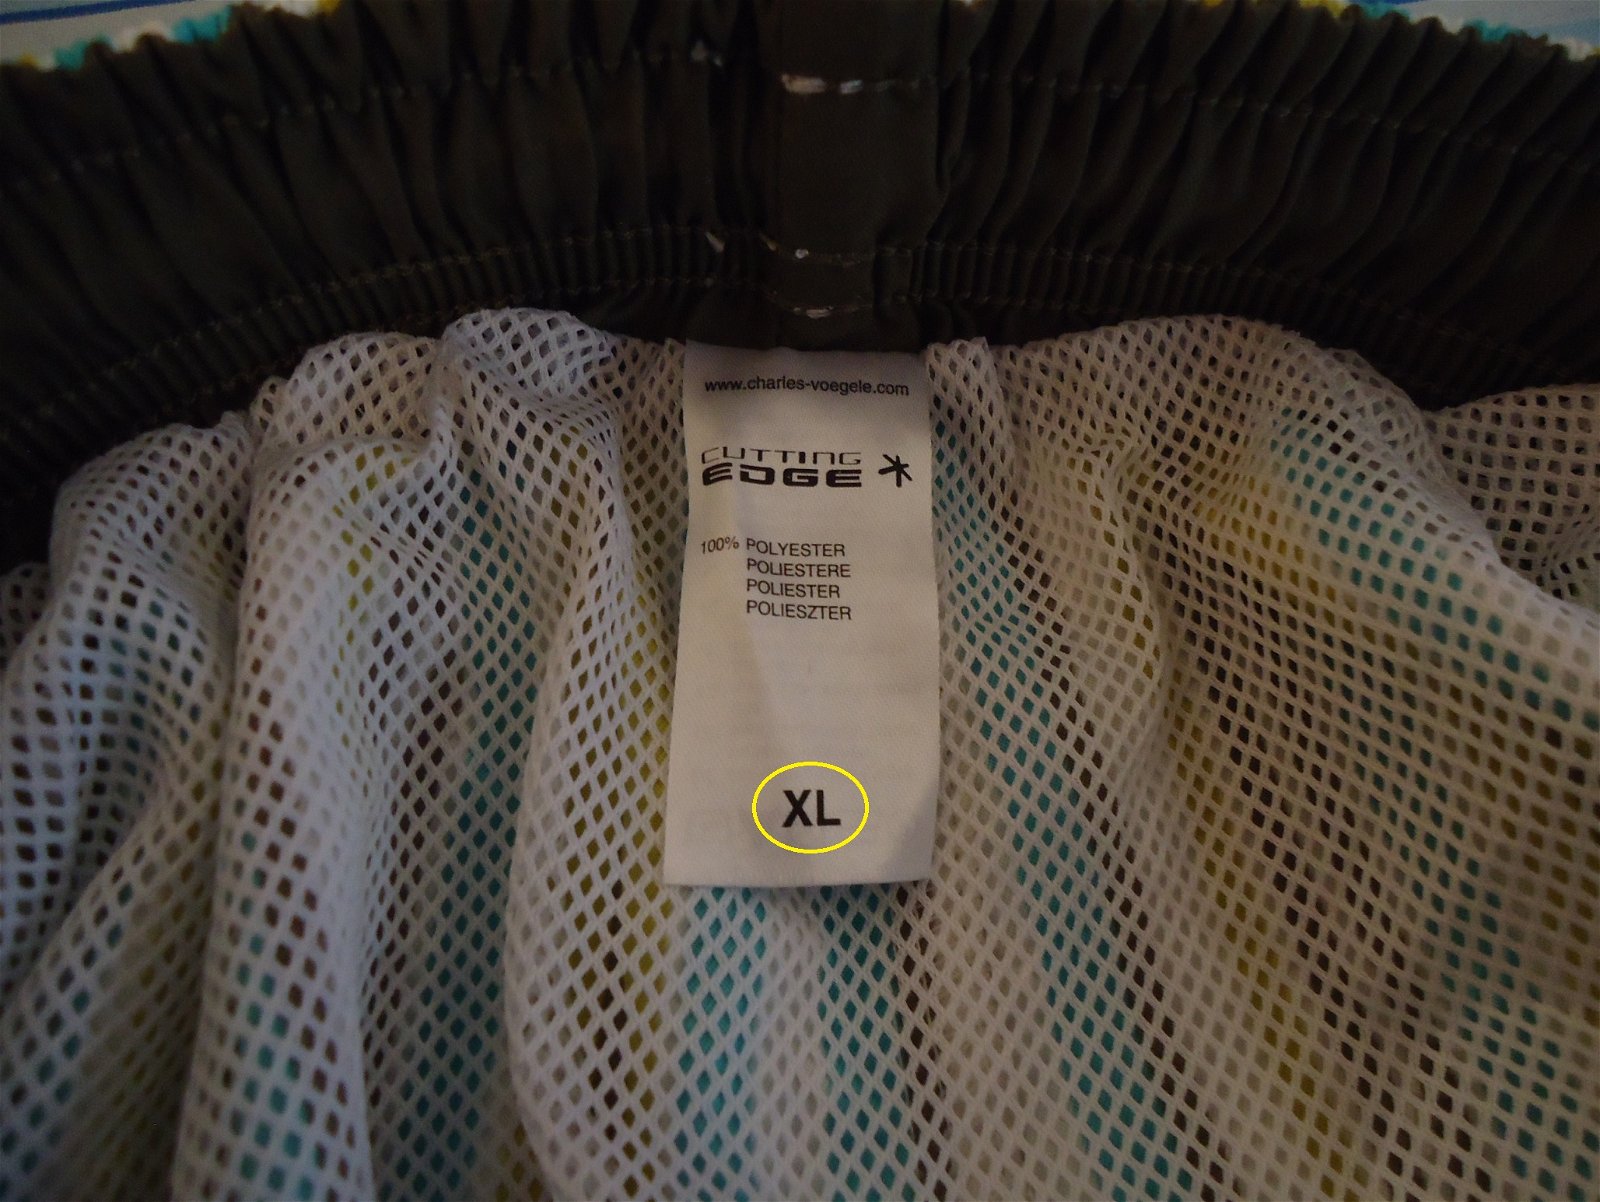 www.charles-voegele.com
CUTTING
EDGE
100% POLYESTER
POLIESTERE
POLIESTER
POLIESZTER
XL